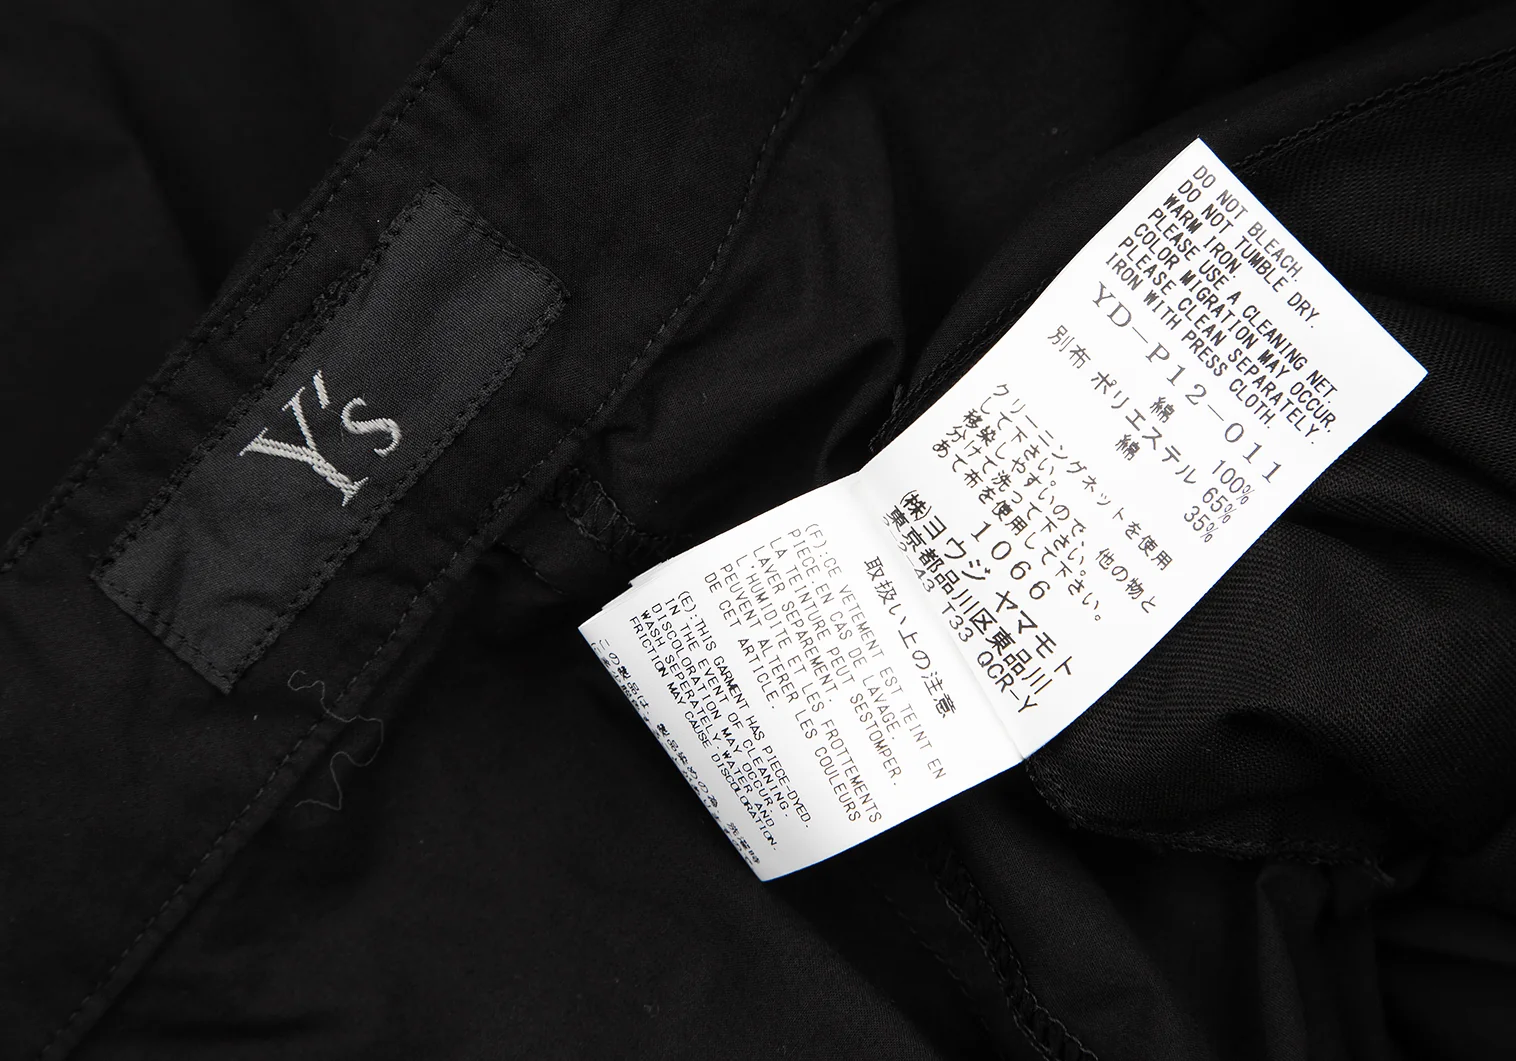 Y's
DO NOT BLEACH.
DO NOT TUMBLE DRY.
WARM IRON.
PLEASE USE A CLEANING NET.
COLOR MIGRATION MAY OCCUR,
PLEASE CLEAN SEPARATELY.
IRON WITH PRESS CLOTH.
YD-P12-011
綿 100%
別布 ポリエステル 65%
綿 35%
クリーニングネットを使用
して下さい。
移染しやすいので、他の物と
分けて洗って下さい。
あて布を使用して下さい。
1066
(株)ヨウジ ヤマモト
東京都品川区東品川
T33 QCR-Y
取扱い上の注意
(F):CE VETEMENT EST TEINT EN
PIECE-EN CAS DE LAVAGE.
LA TEINTURE PEUT SESTOMPER.
LAVER SEPAREMENT.
L'HUMIDITE ET LES FROTTEMENTS
PEUVENT ALTERER LES COULEURS
DE CET ARTICLE.
(E):THIS GARMENT HAS PIECE-DYED.
IN THE EVENT OF CLEANING.
DISCOLORATION MAY OCCUR.
WASH SEPERATELY.WATER AND
FRICTION MAY CAUSE DISCOLORATION.